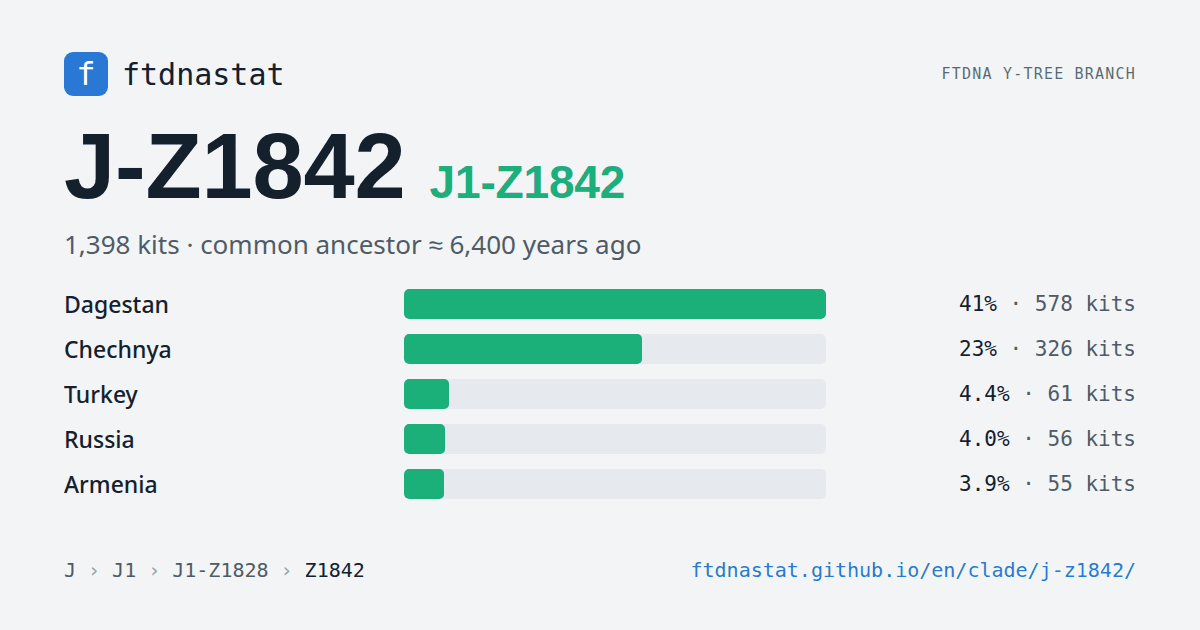 f ftdnastat
FTDNA Y-TREE BRANCH
J-Z1842 J1-Z1842
1,398 kits · common ancestor ≈ 6,400 years ago
Dagestan 41% · 578 kits
Chechnya 23% · 326 kits
Turkey 4.4% · 61 kits
Russia 4.0% · 56 kits
Armenia 3.9% · 55 kits
J › J1 › J1-Z1828 › Z1842
ftdnastat.github.io/en/clade/j-z1842/